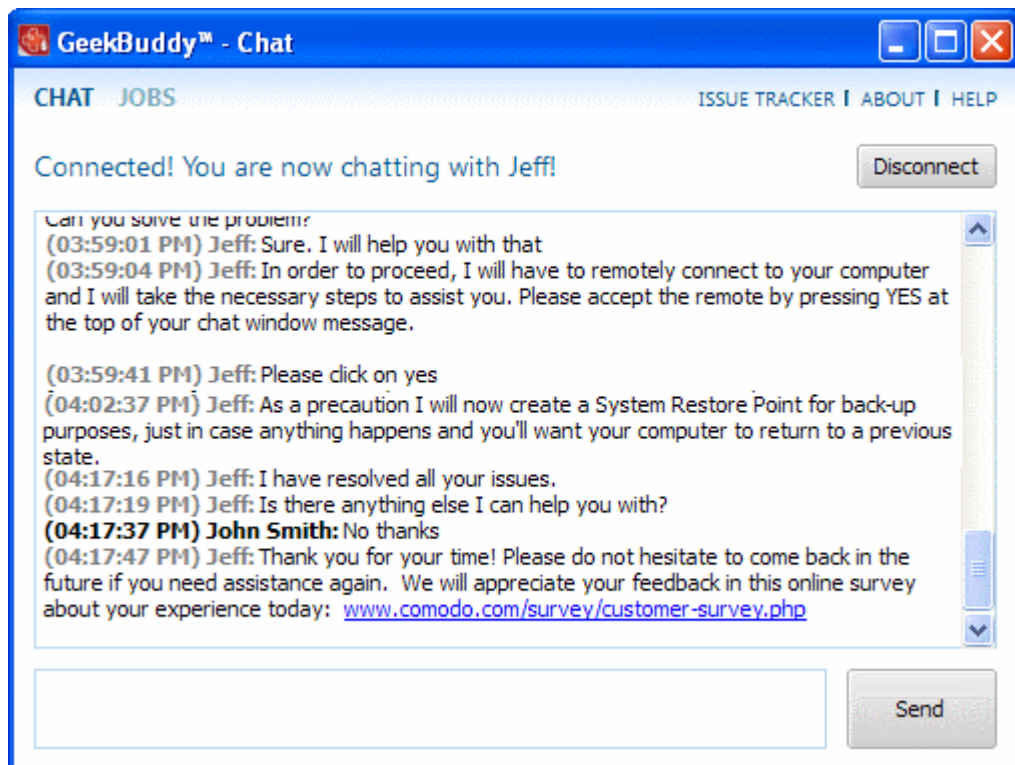 GeekBuddy™ - Chat
CHAT JOBS
ISSUE TRACKER | ABOUT | HELP
Connected! You are now chatting with Jeff!
Disconnect
Can you solve the problem?
(03:59:01 PM) Jeff: Sure. I will help you with that
(03:59:04 PM) Jeff: In order to proceed, I will have to remotely connect to your computer
and I will take the necessary steps to assist you. Please accept the remote by pressing YES at
the top of your chat window message.
(03:59:41 PM) Jeff: Please click on yes
(04:02:37 PM) Jeff: As a precaution I will now create a System Restore Point for back-up
purposes, just in case anything happens and you'll want your computer to return to a previous
state.
(04:17:16 PM) Jeff: I have resolved all your issues.
(04:17:19 PM) Jeff: Is there anything else I can help you with?
(04:17:37 PM) John Smith: No thanks
(04:17:47 PM) Jeff: Thank you for your time! Please do not hesitate to come back in the
future if you need assistance again.  We will appreciate your feedback in this online survey
about your experience today:  www.comodo.com/survey/customer-survey.php
Send